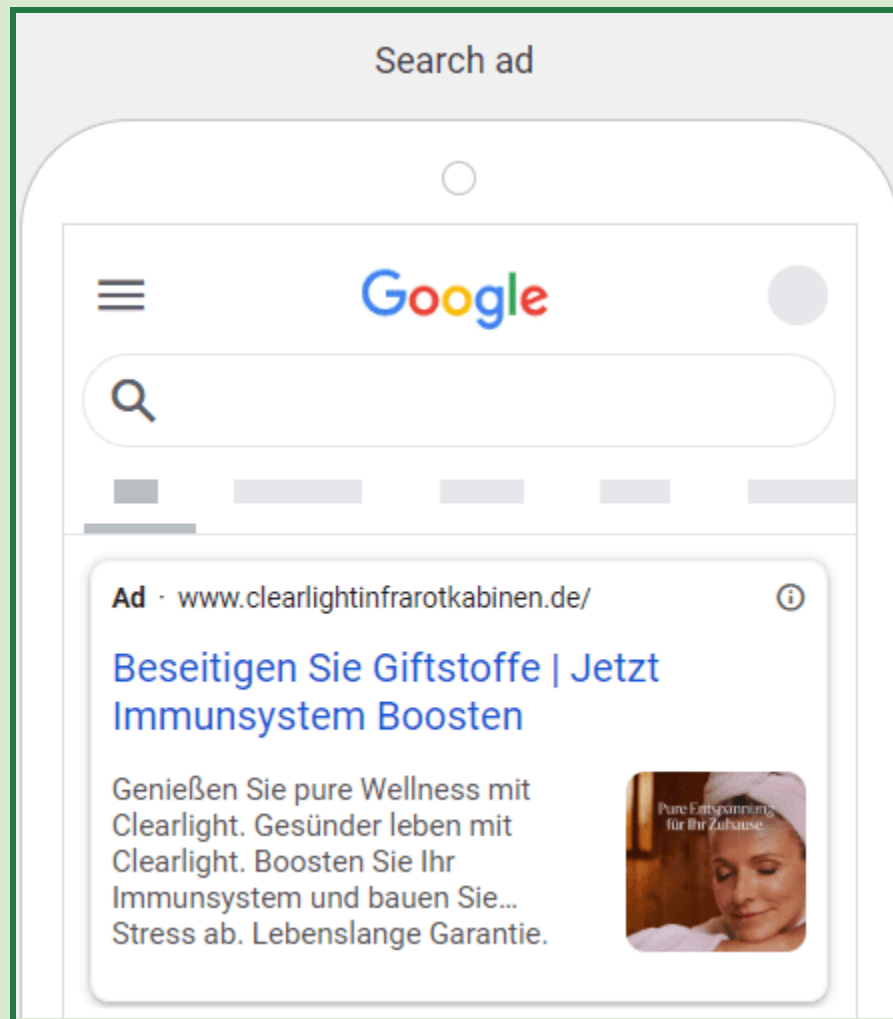 Search ad
Google
Ad · www.clearlightinfrarotkabinen.de/
Beseitigen Sie Giftstoffe | Jetzt
Immunsystem Boosten
Genießen Sie pure Wellness mit
Clearlight. Gesünder leben mit
Clearlight. Boosten Sie Ihr
Immunsystem und bauen Sie...
Stress ab. Lebenslange Garantie.
Pure Entspannung
für Ihr Zuhause